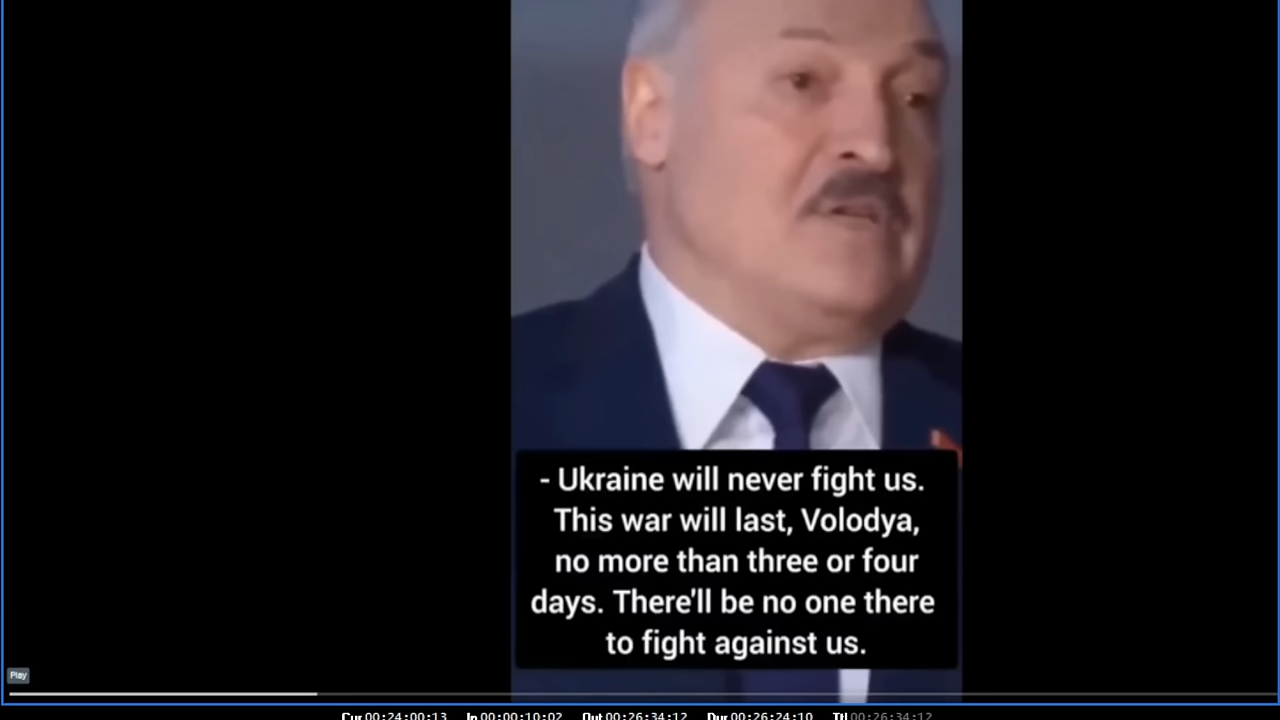 - Ukraine will never fight us.
This war will last, Volodya,
no more than three or four
days. There'll be no one there
to fight against us.
Play
Cur 00:24:00:13 In 00:00:10:02 Out 00:26:34:12 Dur 00:26:24:10 Ttl 00:26:34:12